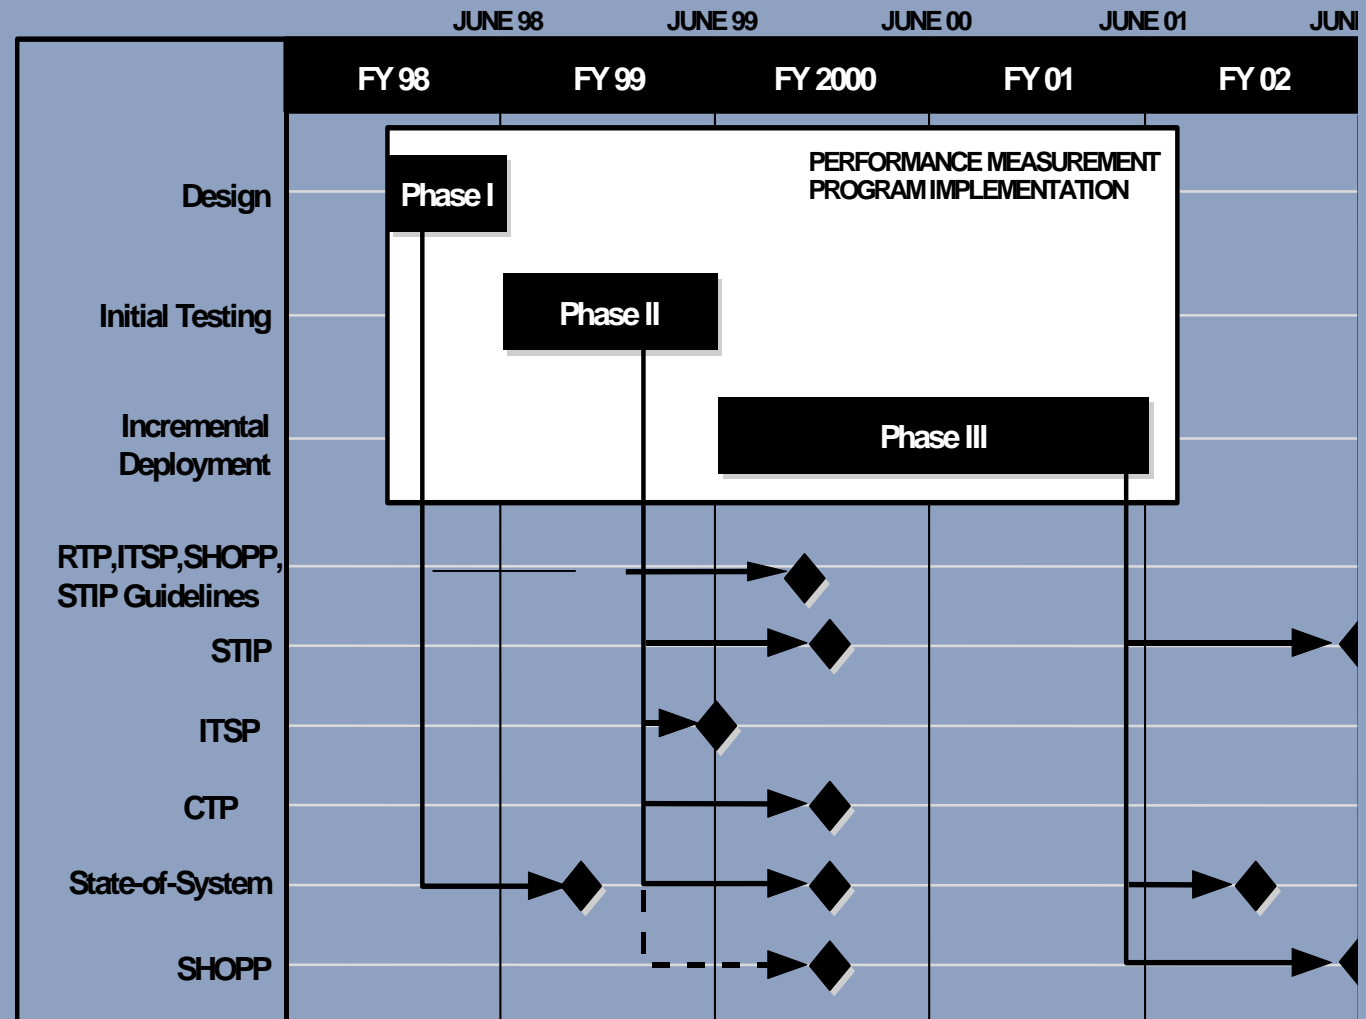 JUNE 98 JUNE 99 JUNE 00 JUNE 01 JUN
FY 98 FY 99 FY 2000 FY 01 FY 02
PERFORMANCE MEASUREMENT
PROGRAM IMPLEMENTATION
Design Phase I
Initial Testing Phase II
Incremental
Deployment
Phase III
RTP,ITSP,SHOPP,
STIP Guidelines
STIP
ITSP
CTP
State-of-System
SHOPP